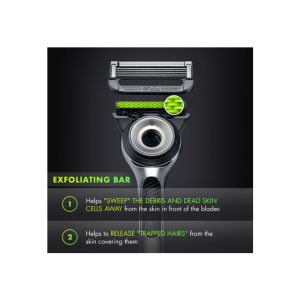 EXFOLIATING BAR
1 Helps "SWEEP" THE DEBRIS AND DEAD SKIN
CELLS AWAY from the skin in front of the blades
2 Helps to RELEASE "TRAPPED HAIRS" from the
skin covering them